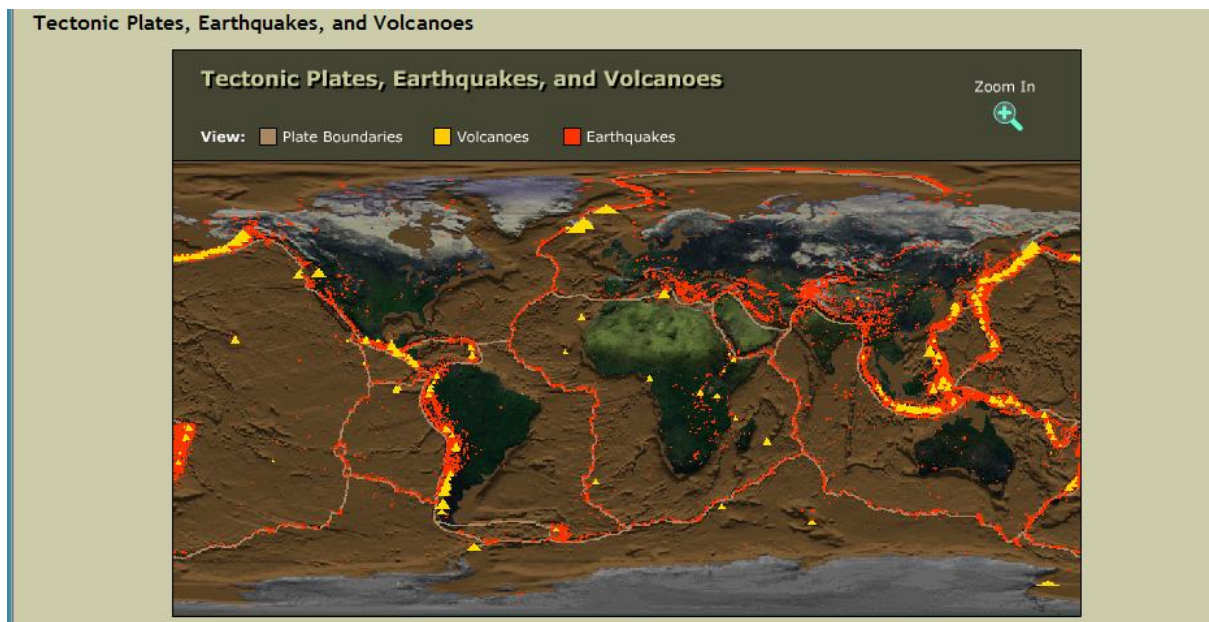 Tectonic Plates, Earthquakes, and Volcanoes
Tectonic Plates, Earthquakes, and Volcanoes
Zoom In
View: Plate Boundaries Volcanoes Earthquakes